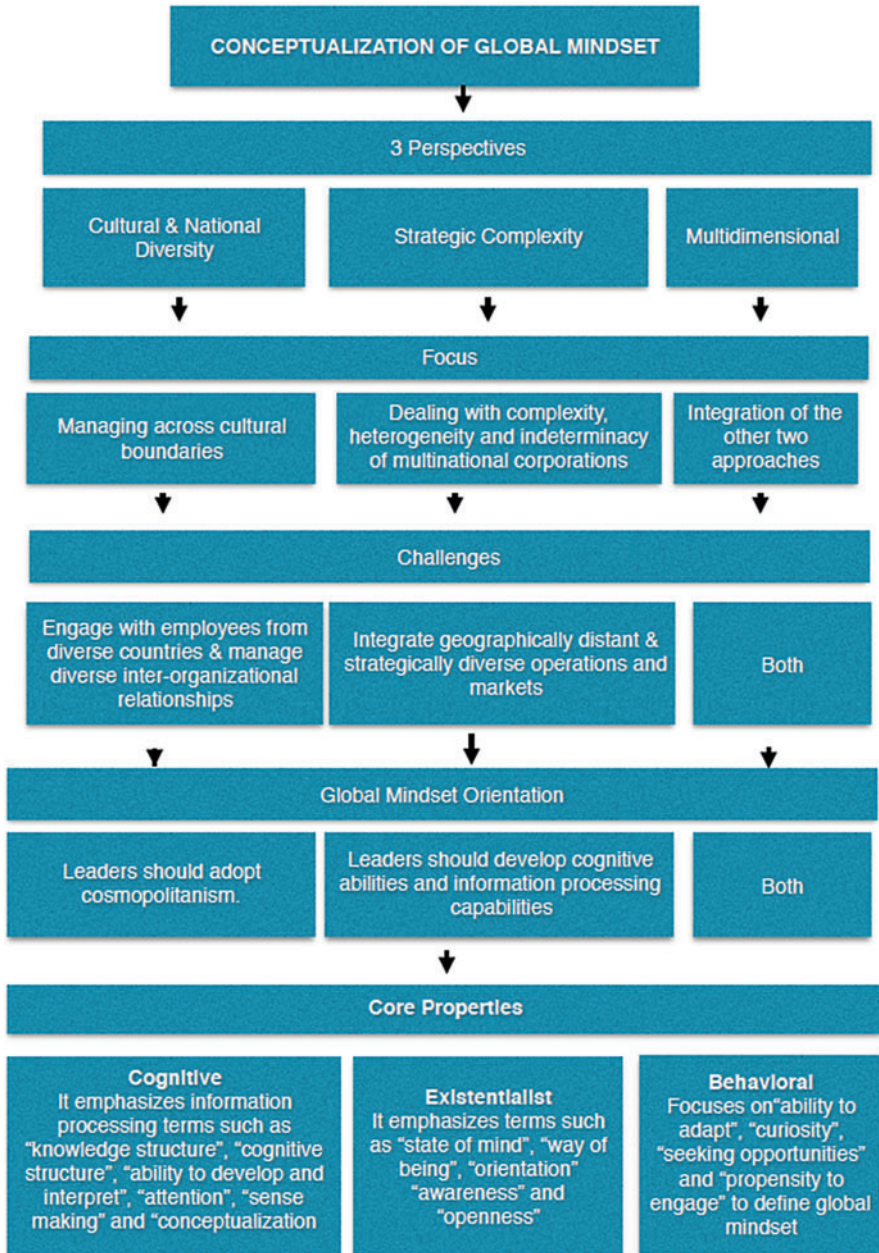 CONCEPTUALIZATION OF GLOBAL MINDSET
3 Perspectives
Cultural & National
Diversity
Strategic Complexity
Multidimensional
Focus
Managing across cultural
boundaries
Dealing with complexity,
heterogeneity and indeterminacy
of multinational corporations
Integration of the
other two
approaches
Challenges
Engage with employees from
diverse countries & manage
diverse inter-organizational
relationships
Integrate geographically distant &
strategically diverse operations and
markets
Both
Global Mindset Orientation
Leaders should adopt
cosmopolitanism.
Leaders should develop cognitive
abilities and information processing
capabilities
Both
Core Properties
Cognitive
It emphasizes information
processing terms such as
“knowledge structure”, “cognitive
structure”, “ability to develop and
interpret”, “attention”, “sense
making” and “conceptualization
Existentialist
It emphasizes terms such
as “state of mind”, “way of
being”, “orientation”
“awareness” and
“openness”
Behavioral
Focuses on“ability to
adapt”, “curiosity”,
“seeking opportunities”
and “propensity to
engage” to define global
mindset